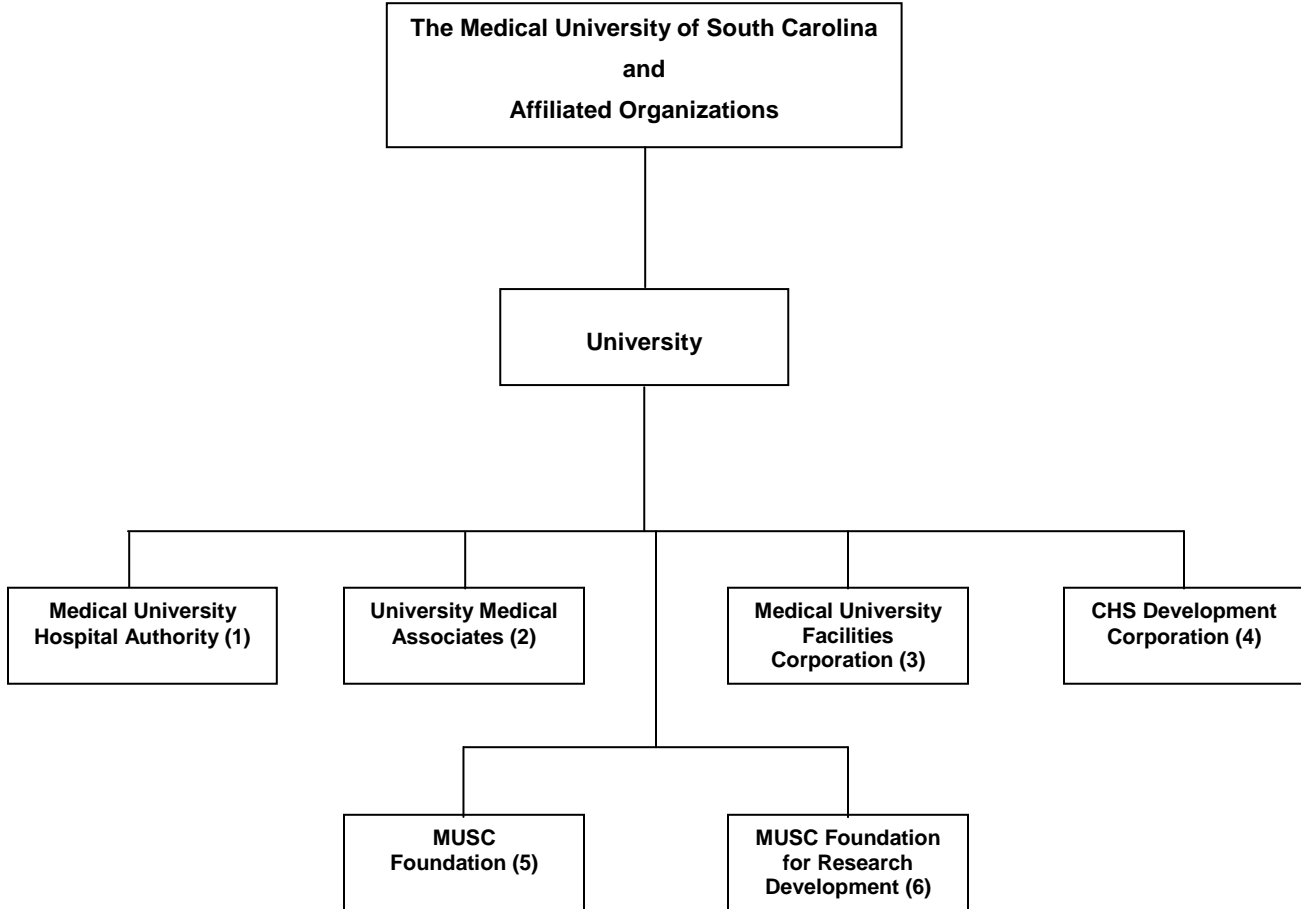 The Medical University of South Carolina
and
Affiliated Organizations
University
Medical University
Hospital Authority (1)
University Medical
Associates (2)
Medical University
Facilities
Corporation (3)
CHS Development
Corporation (4)
MUSC
Foundation (5)
MUSC Foundation
for Research
Development (6)